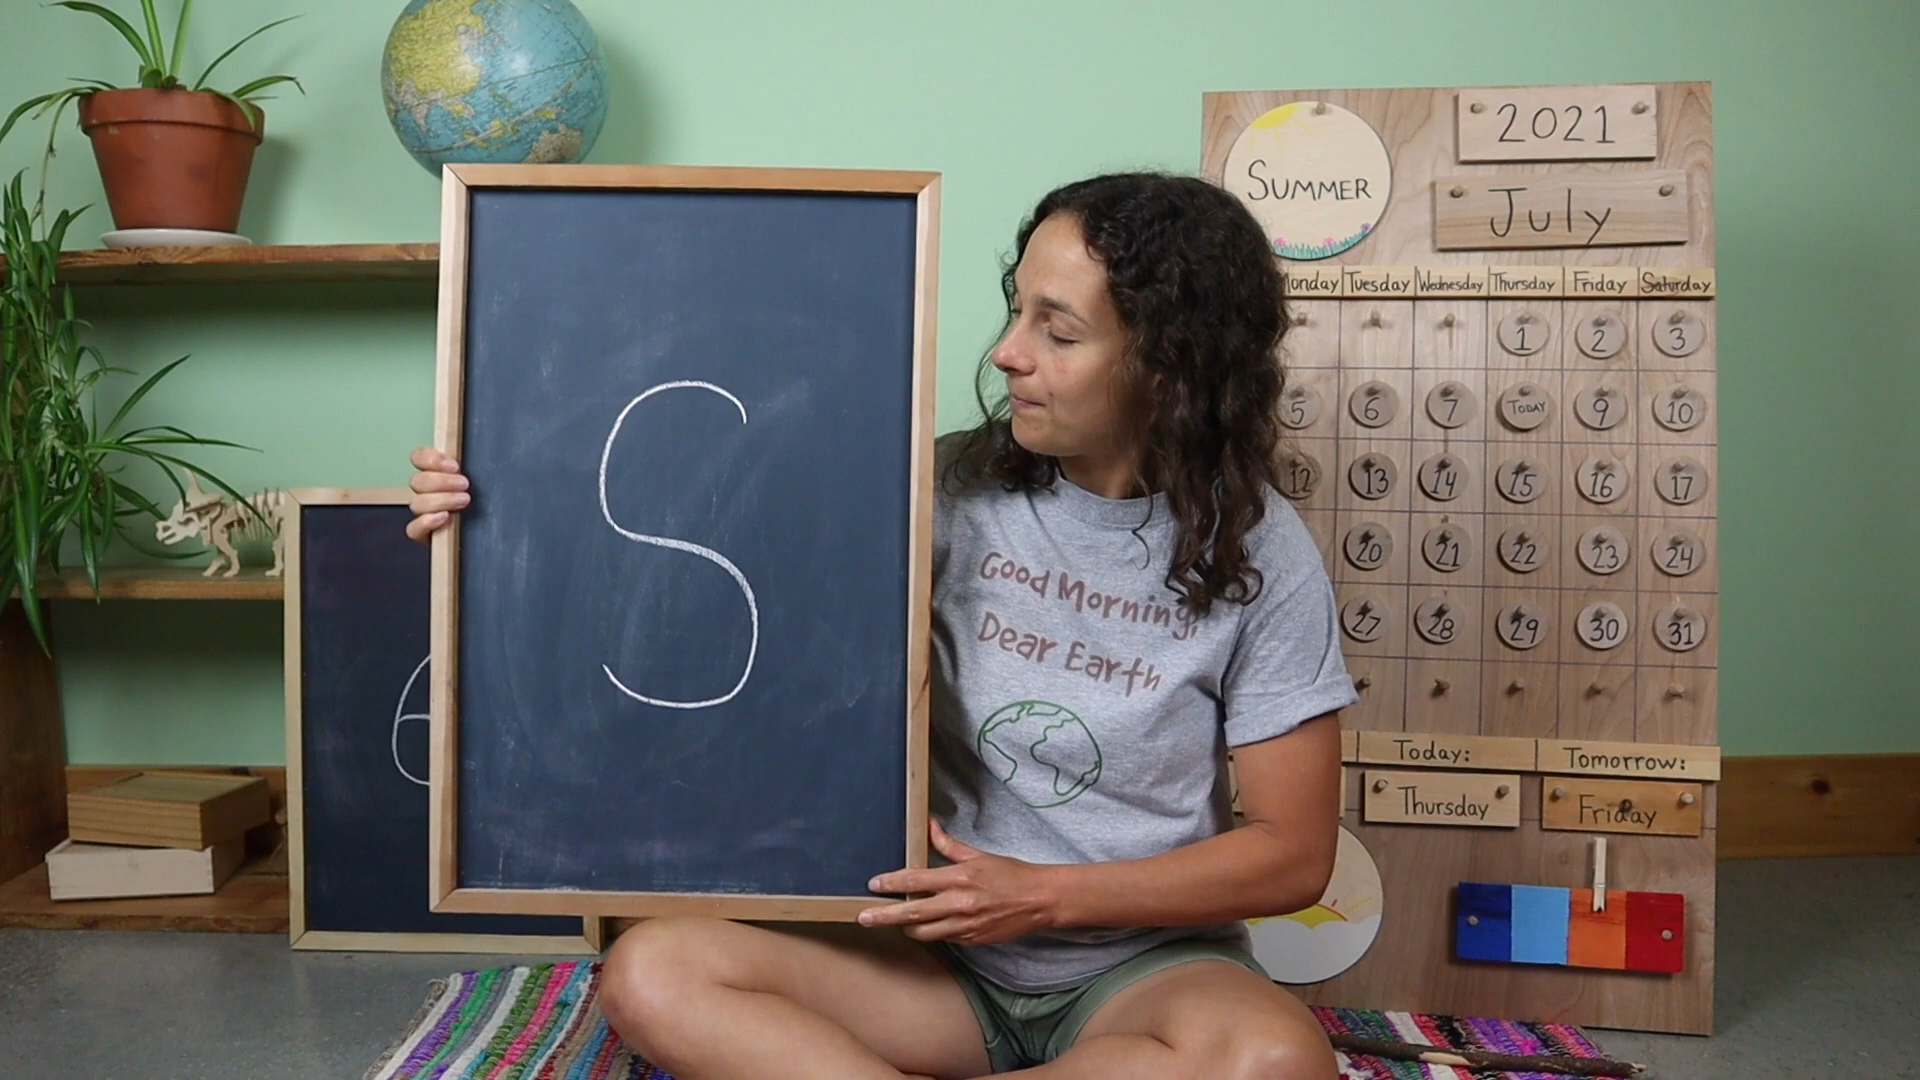 S
SUMMER
2021
July
Monday Tuesday Wednesday Thursday Friday Saturday
1 2 3
5 6 7 TODAY 9 10
12 13 14 15 16 17
20 21 22 23 24
27 28 29 30 31
Today: Tomorrow:
Thursday Friday
Good Morning,
Dear Earth